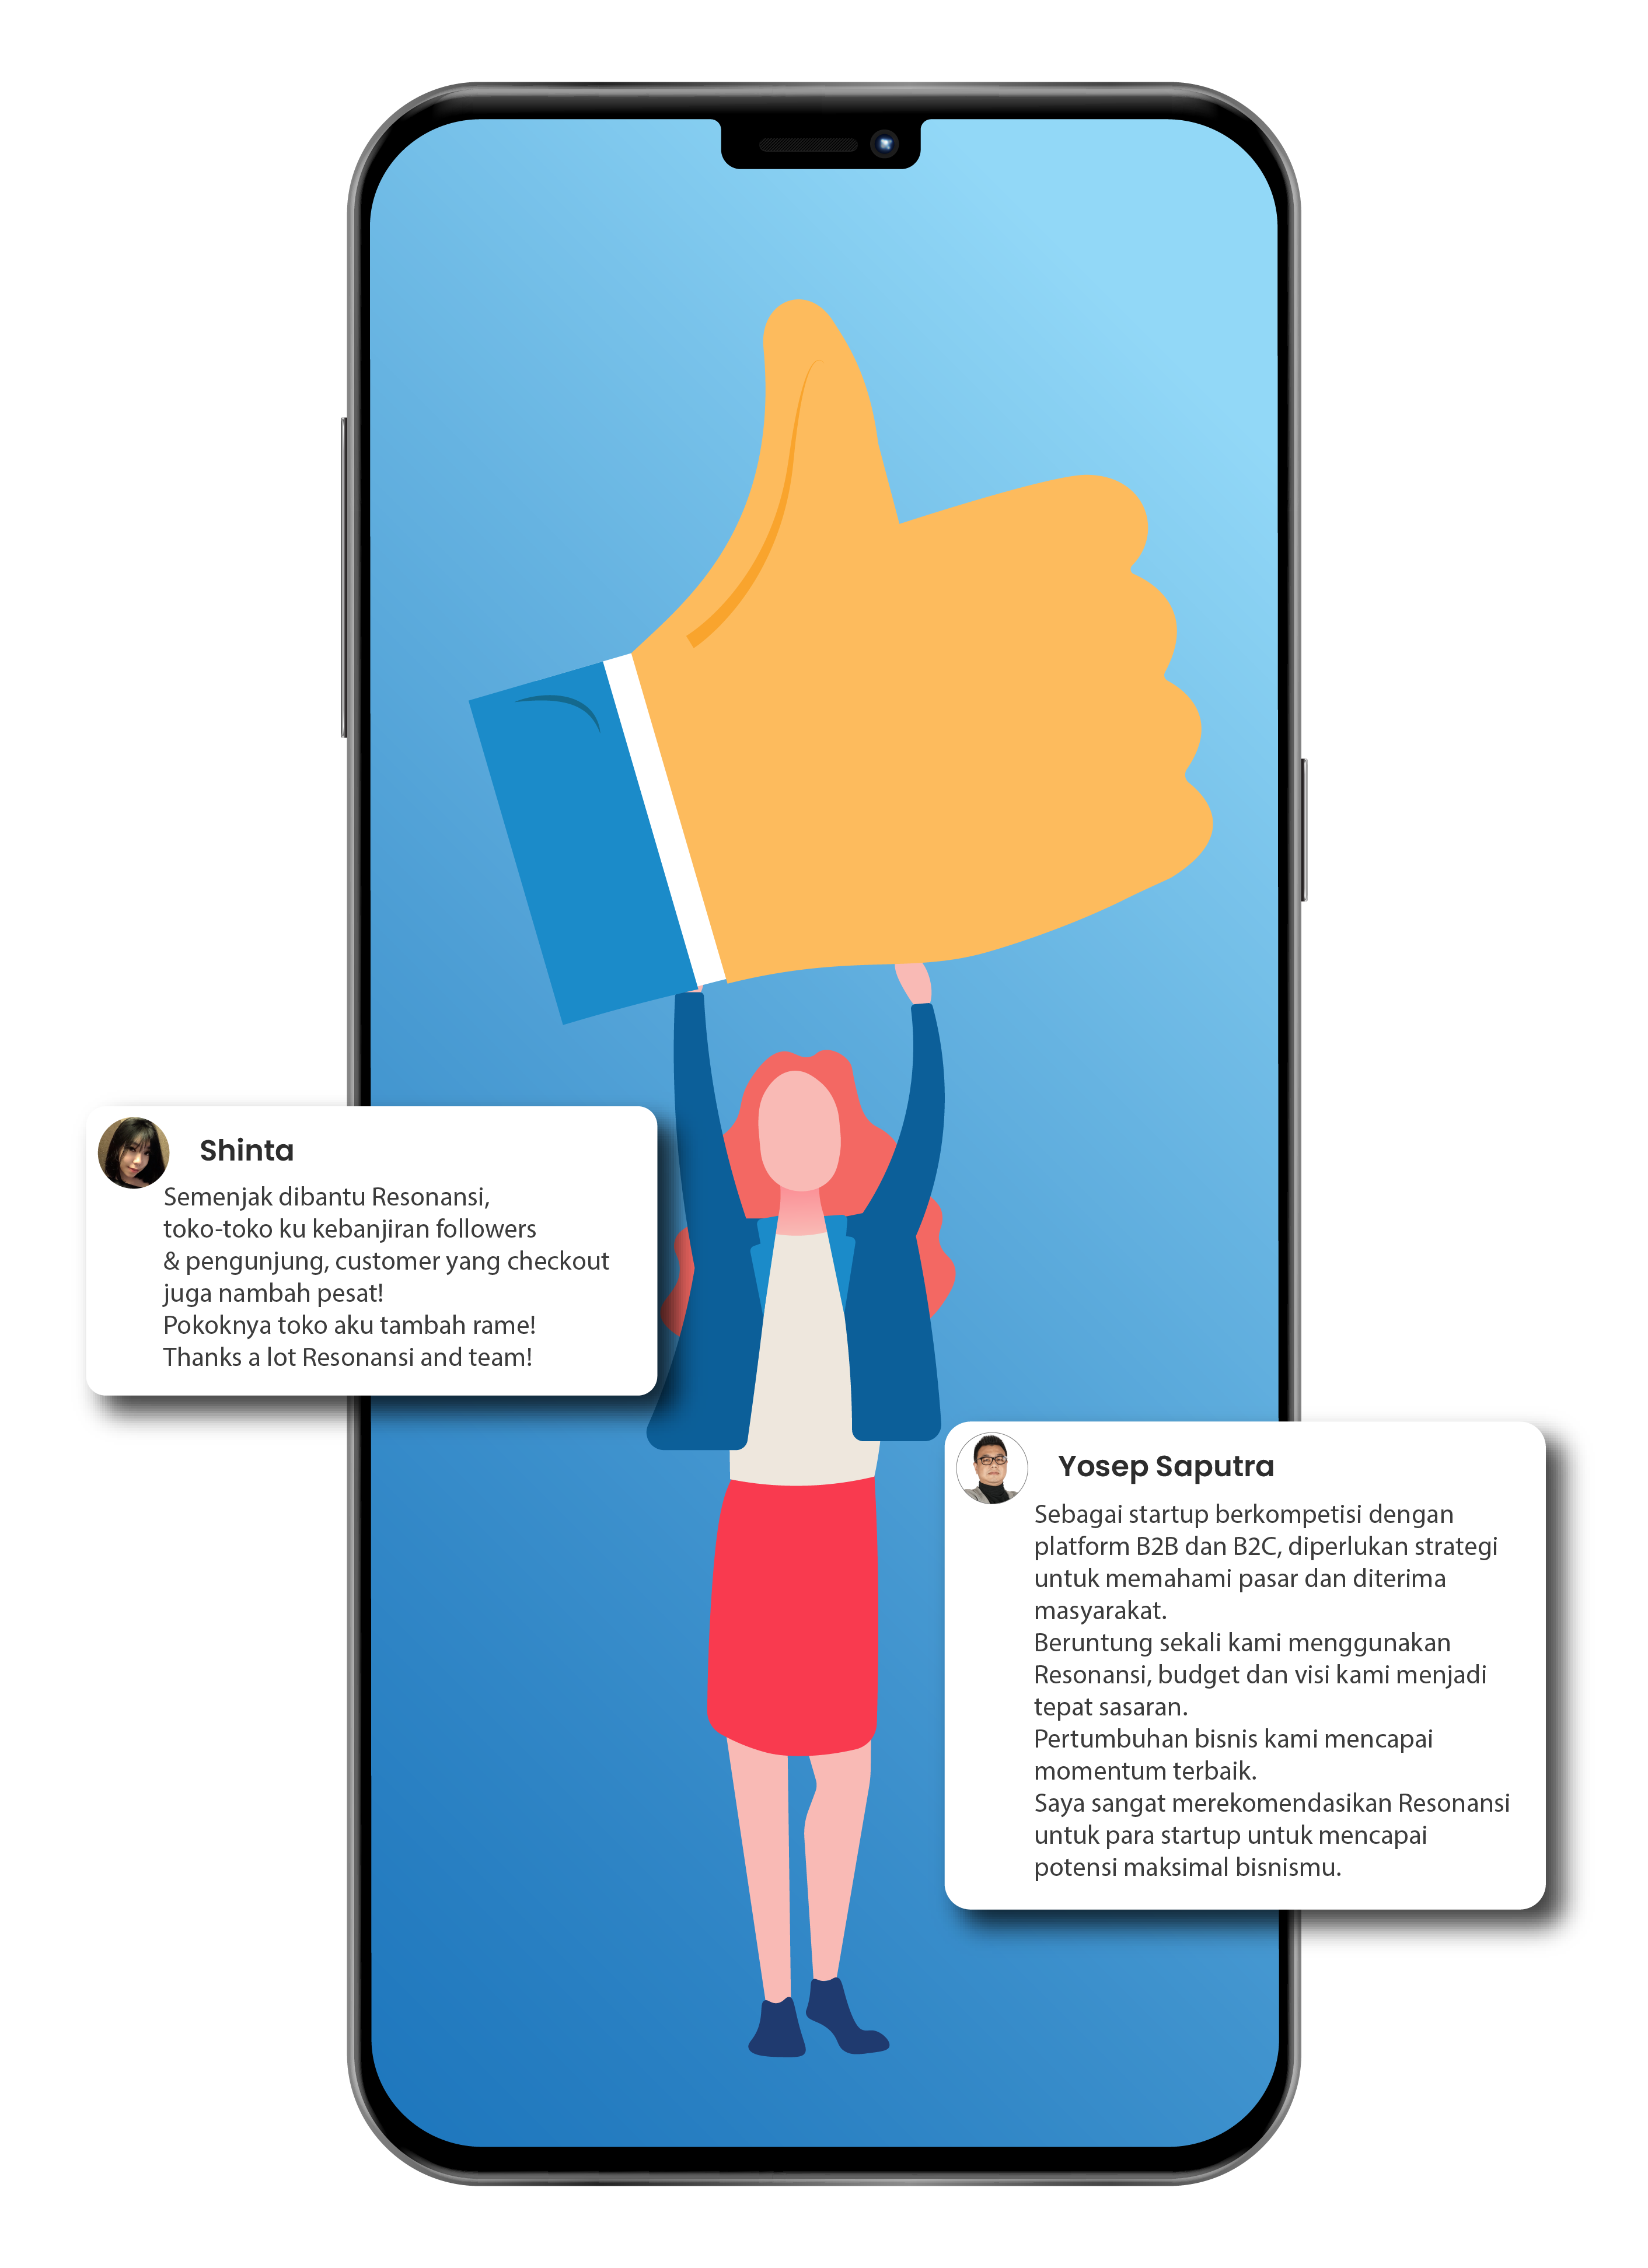 Shinta
Semenjak dibantu Resonansi,
toko-toko ku kebanjiran followers
& pengunjung, customer yang checkout
juga nambah pesat!
Pokoknya toko aku tambah rame!
Thanks a lot Resonansi and team!
Yosep Saputra
Sebagai startup berkompetisi dengan
platform B2B dan B2C, diperlukan strategi
untuk memahami pasar dan diterima
masyarakat.
Beruntung sekali kami menggunakan
Resonansi, budget dan visi kami menjadi
tepat sasaran.
Pertumbuhan bisnis kami mencapai
momentum terbaik.
Saya sangat merekomendasikan Resonansi
untuk para startup untuk mencapai
potensi maksimal bisnismu.